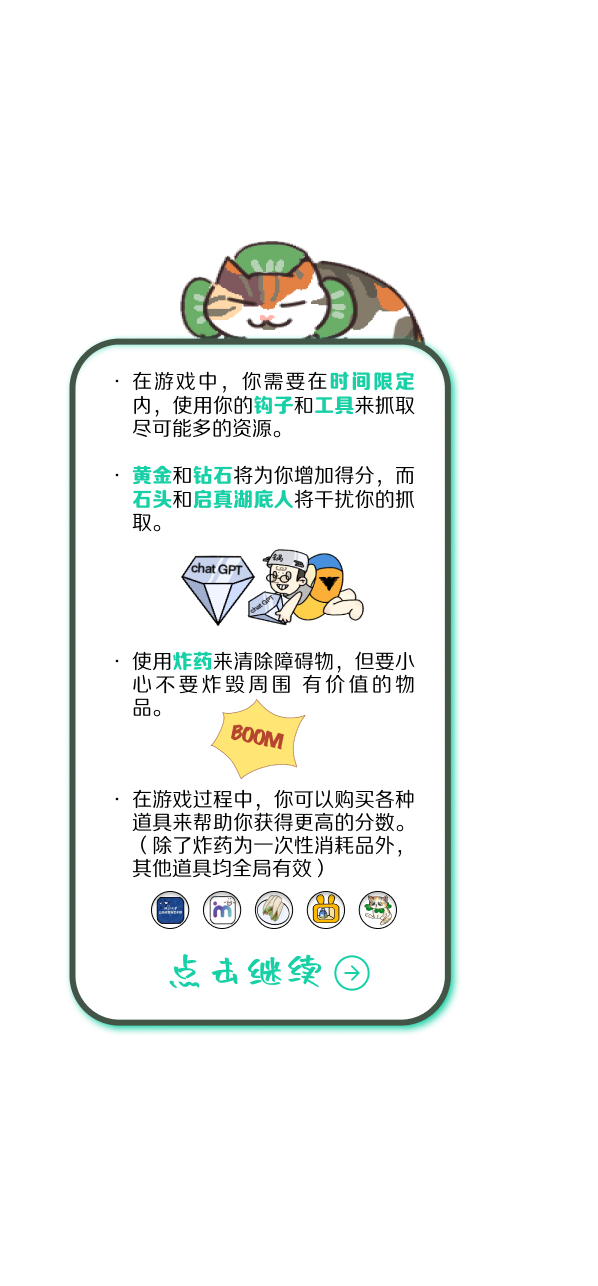 · 在游戏中，你需要在时间限定
内，使用你的钩子和工具来抓取
尽可能多的资源。
· 黄金和钻石将为你增加得分，而
石头和启真湖底人将干扰你的抓
取。
chat GPT
锅
chat GPT
· 使用炸药来清除障碍物，但要小
心不要炸毁周围 有价值的物
品。
BOOM
· 在游戏过程中，你可以购买各种
道具来帮助你获得更高的分数。
（除了炸药为一次性消耗品外，
其他道具均全局有效）
m
点击继续